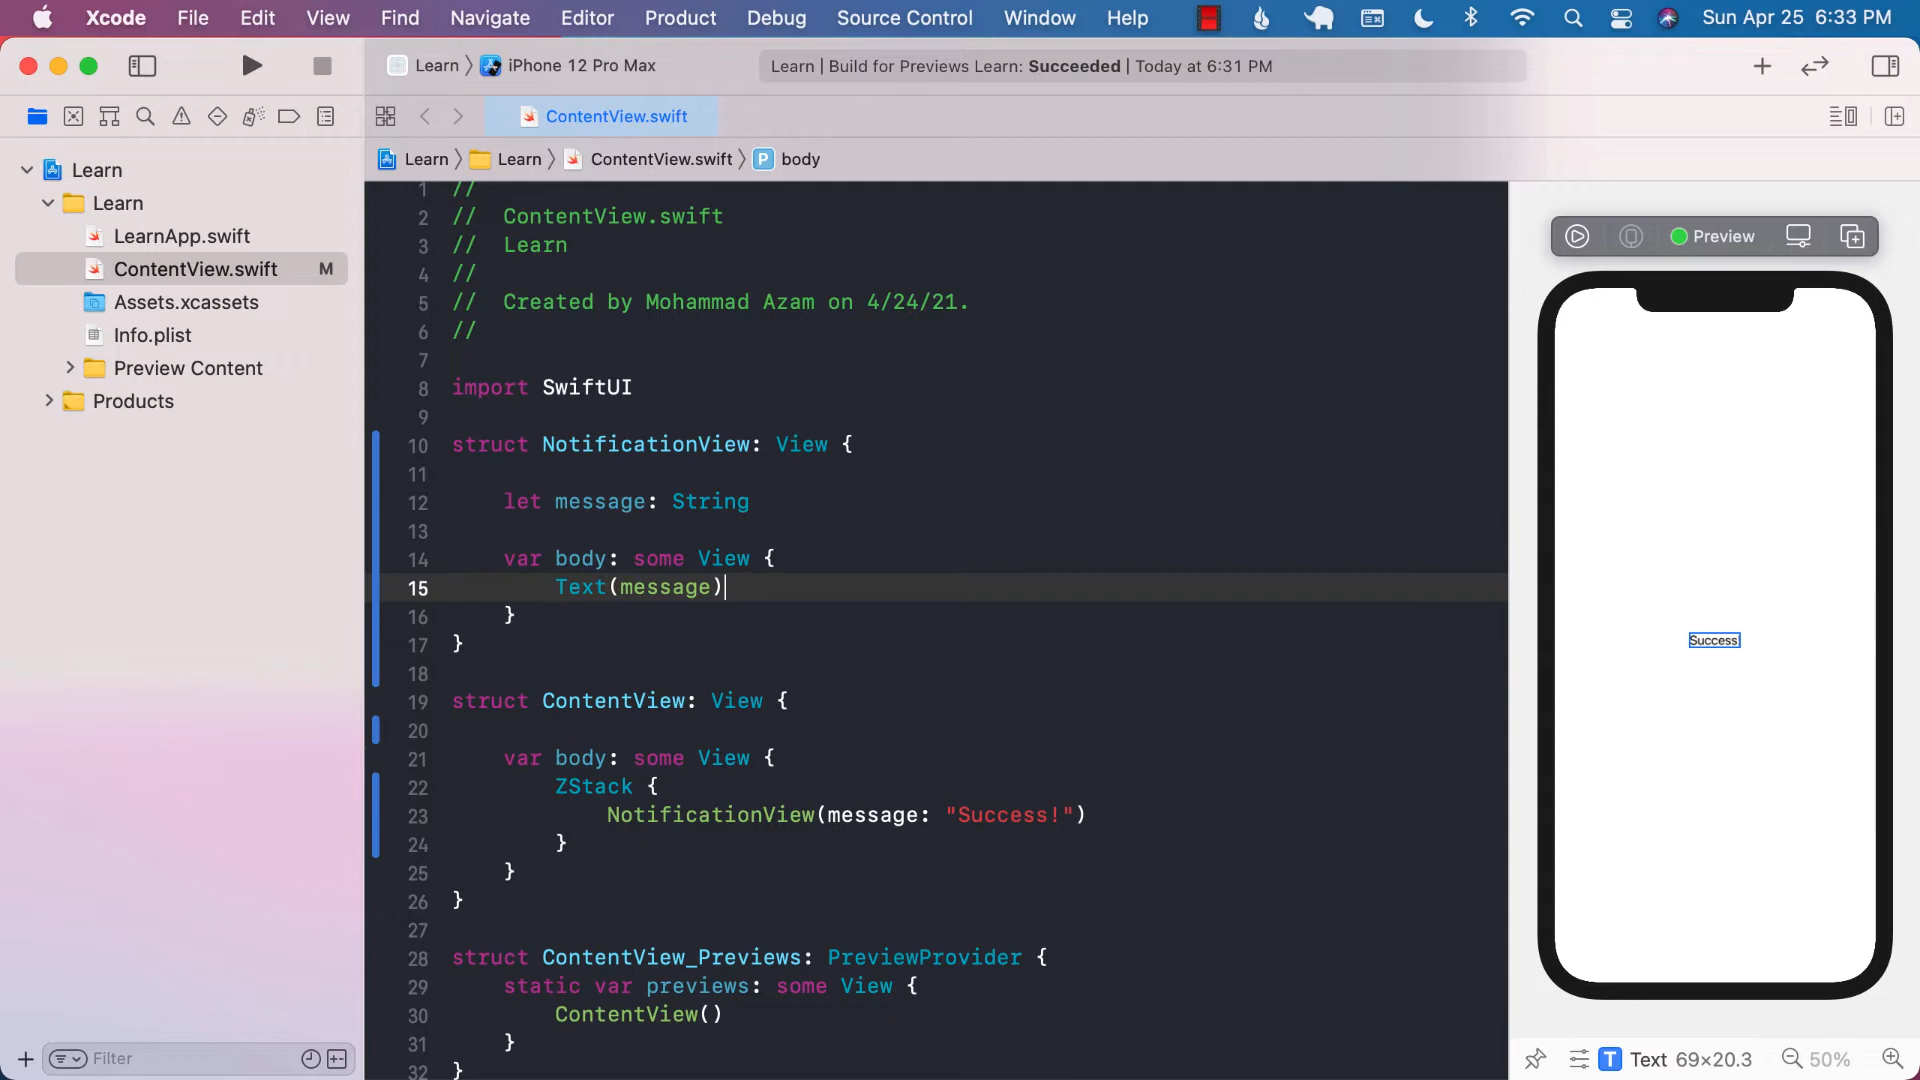 Xcode File Edit View Find Navigate Editor Product Debug Source Control Window Help Sun Apr 25 6:33 PM
Learn iPhone 12 Pro Max Learn | Build for Previews Learn: Succeeded | Today at 6:31 PM
ContentView.swift
Learn Learn ContentView.swift P body
Learn
Learn
LearnApp.swift
ContentView.swift M
Assets.xcassets
Info.plist
Preview Content
Products
Filter
1 //
2 // ContentView.swift
3 // Learn
4 //
5 // Created by Mohammad Azam on 4/24/21.
6 //
7
8 import SwiftUI
9
10 struct NotificationView: View {
11
12 let message: String
13
14 var body: some View {
15 Text(message)
16 }
17 }
18
19 struct ContentView: View {
20
21 var body: some View {
22 ZStack {
23 NotificationView(message: "Success!")
24 }
25 }
26 }
27
28 struct ContentView_Previews: PreviewProvider {
29 static var previews: some View {
30 ContentView()
31 }
32 }
Preview
Success!
T Text 69×20.3 50%